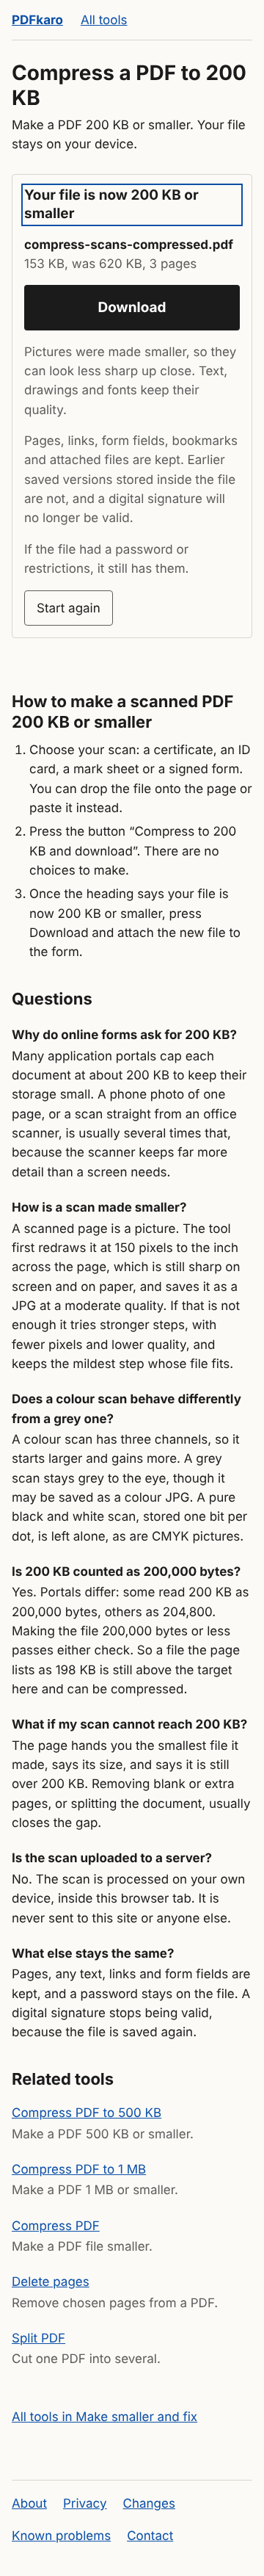 PDFkaro All tools
Compress a PDF to 200
KB
Make a PDF 200 KB or smaller. Your file
stays on your device.
Your file is now 200 KB or
smaller
compress-scans-compressed.pdf
153 KB, was 620 KB, 3 pages
Download
Pictures were made smaller, so they
can look less sharp up close. Text,
drawings and fonts keep their
quality.
Pages, links, form fields, bookmarks
and attached files are kept. Earlier
saved versions stored inside the file
are not, and a digital signature will
no longer be valid.
If the file had a password or
restrictions, it still has them.
Start again
How to make a scanned PDF
200 KB or smaller
1. Choose your scan: a certificate, an ID
card, a mark sheet or a signed form.
You can drop the file onto the page or
paste it instead.
2. Press the button “Compress to 200
KB and download”. There are no
choices to make.
3. Once the heading says your file is
now 200 KB or smaller, press
Download and attach the new file to
the form.
Questions
Why do online forms ask for 200 KB?
Many application portals cap each
document at about 200 KB to keep their
storage small. A phone photo of one
page, or a scan straight from an office
scanner, is usually several times that,
because the scanner keeps far more
detail than a screen needs.
How is a scan made smaller?
A scanned page is a picture. The tool
first redraws it at 150 pixels to the inch
across the page, which is still sharp on
screen and on paper, and saves it as a
JPG at a moderate quality. If that is not
enough it tries stronger steps, with
fewer pixels and lower quality, and
keeps the mildest step whose file fits.
Does a colour scan behave differently
from a grey one?
A colour scan has three channels, so it
starts larger and gains more. A grey
scan stays grey to the eye, though it
may be saved as a colour JPG. A pure
black and white scan, stored one bit per
dot, is left alone, as are CMYK pictures.
Is 200 KB counted as 200,000 bytes?
Yes. Portals differ: some read 200 KB as
200,000 bytes, others as 204,800.
Making the file 200,000 bytes or less
passes either check. So a file the page
lists as 198 KB is still above the target
here and can be compressed.
What if my scan cannot reach 200 KB?
The page hands you the smallest file it
made, says its size, and says it is still
over 200 KB. Removing blank or extra
pages, or splitting the document, usually
closes the gap.
Is the scan uploaded to a server?
No. The scan is processed on your own
device, inside this browser tab. It is
never sent to this site or anyone else.
What else stays the same?
Pages, any text, links and form fields are
kept, and a password stays on the file. A
digital signature stops being valid,
because the file is saved again.
Related tools
Compress PDF to 500 KB
Make a PDF 500 KB or smaller.
Compress PDF to 1 MB
Make a PDF 1 MB or smaller.
Compress PDF
Make a PDF file smaller.
Delete pages
Remove chosen pages from a PDF.
Split PDF
Cut one PDF into several.
All tools in Make smaller and fix
About Privacy Changes
Known problems Contact